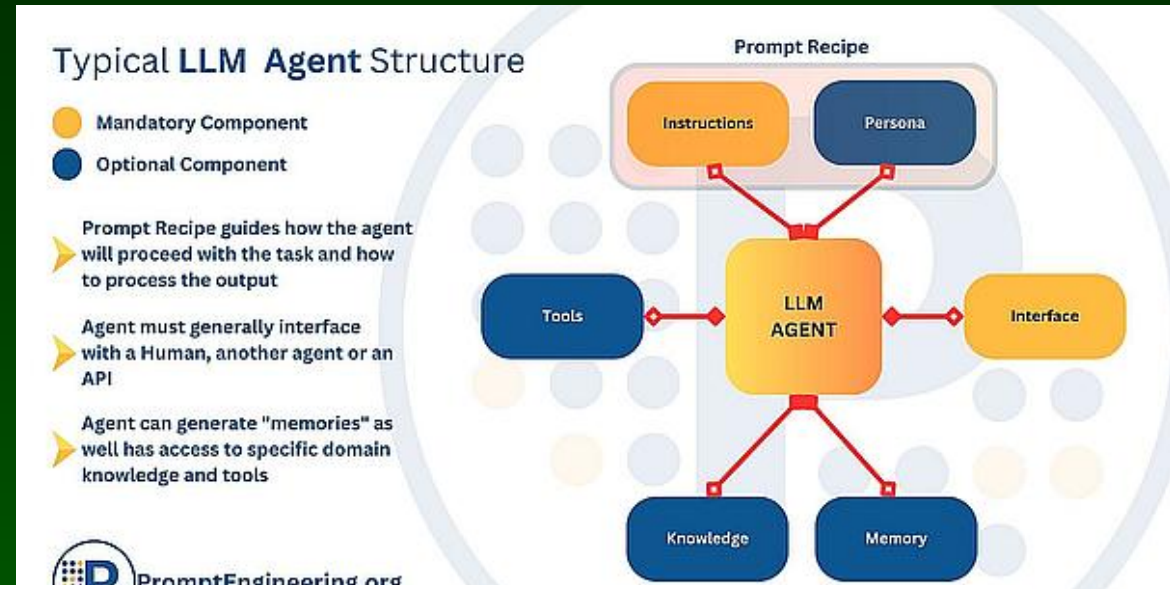 Typical LLM Agent Structure
Mandatory Component
Optional Component
Prompt Recipe guides how the agent
will proceed with the task and how
to process the output
Agent must generally interface
with a Human, another agent or an
API
Agent can generate "memories" as
well has access to specific domain
knowledge and tools
PromptEngineering.org
Prompt Recipe
Instructions
Persona
Tools
LLM
AGENT
Interface
Knowledge
Memory